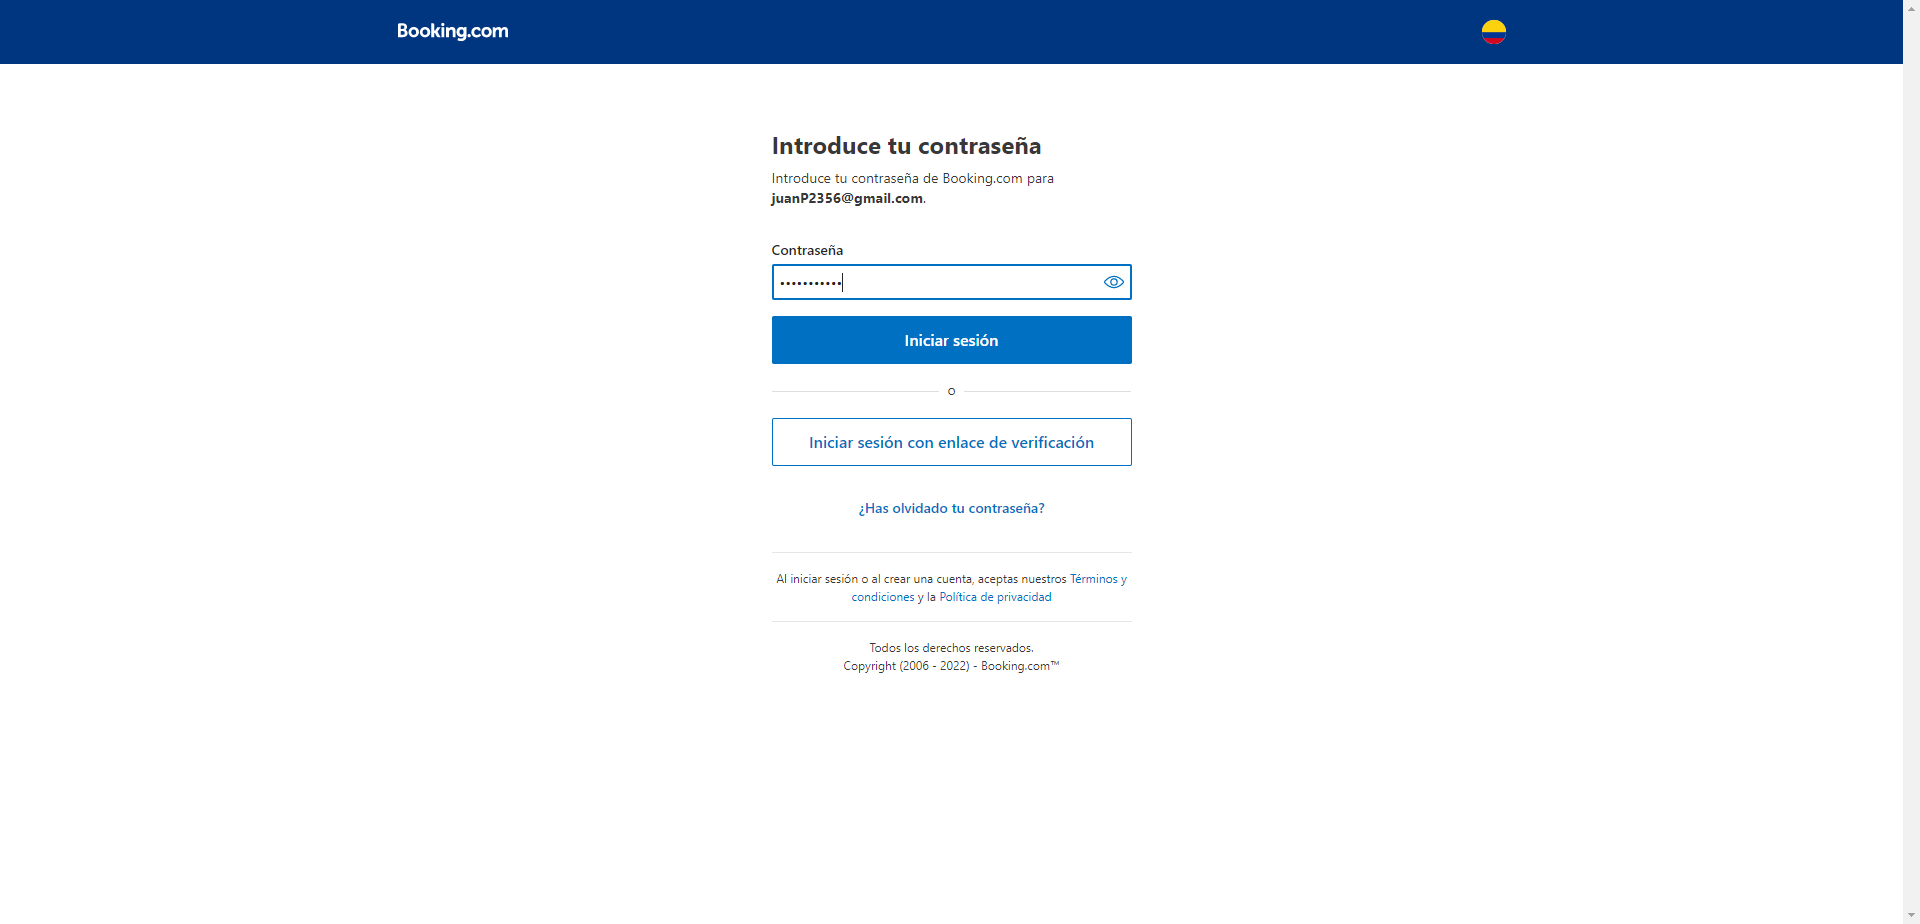 Booking.com
Introduce tu contraseña
Introduce tu contraseña de Booking.com para
juanP2356@gmail.com.
Contraseña
•••••••••••
Iniciar sesión
o
Iniciar sesión con enlace de verificación
¿Has olvidado tu contraseña?
Al iniciar sesión o al crear una cuenta, aceptas nuestros Términos y
condiciones y la Política de privacidad
Todos los derechos reservados.
Copyright (2006 - 2022) - Booking.com™